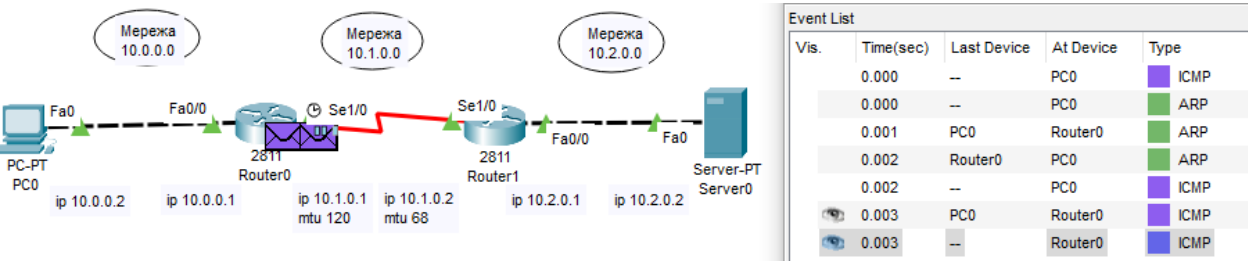 Мережа
10.0.0.0
Мережа
10.1.0.0
Мережа
10.2.0.0
Fa0
Fa0/0
Se1/0
Se1/0
Fa0/0
Fa0
PC-PT
PC0
2811
Router0
2811
Router1
Server-PT
Server0
ip 10.0.0.2
ip 10.0.0.1
ip 10.1.0.1
mtu 120
ip 10.1.0.2
mtu 68
ip 10.2.0.1
ip 10.2.0.2
Event List
Vis. Time(sec) Last Device At Device Type
0.000 -- PC0 ICMP
0.000 -- PC0 ARP
0.001 PC0 Router0 ARP
0.002 Router0 PC0 ARP
0.002 -- PC0 ICMP
0.003 PC0 Router0 ICMP
0.003 -- Router0 ICMP